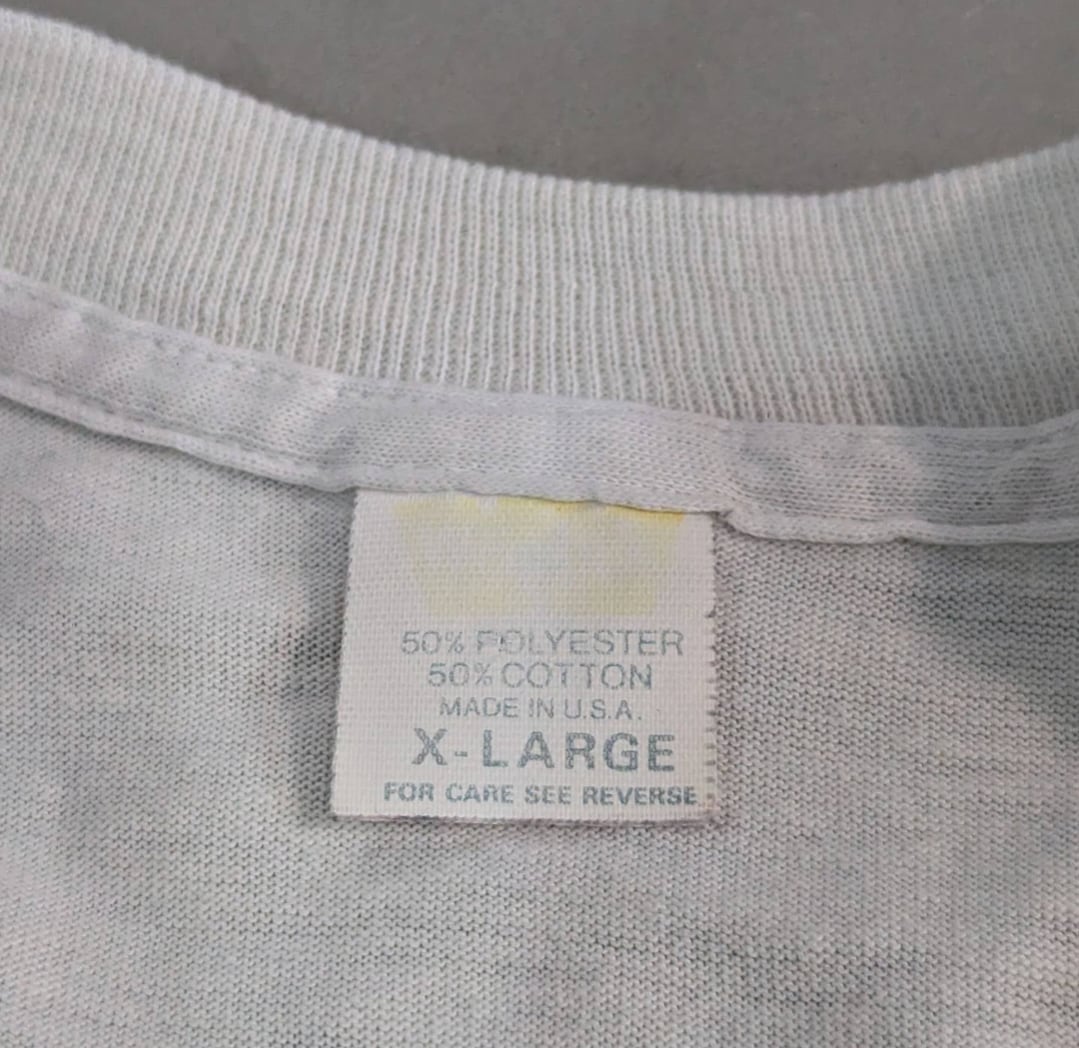 50% POLYESTER
50% COTTON
MADE IN U.S.A.
X-LARGE
FOR CARE SEE REVERSE